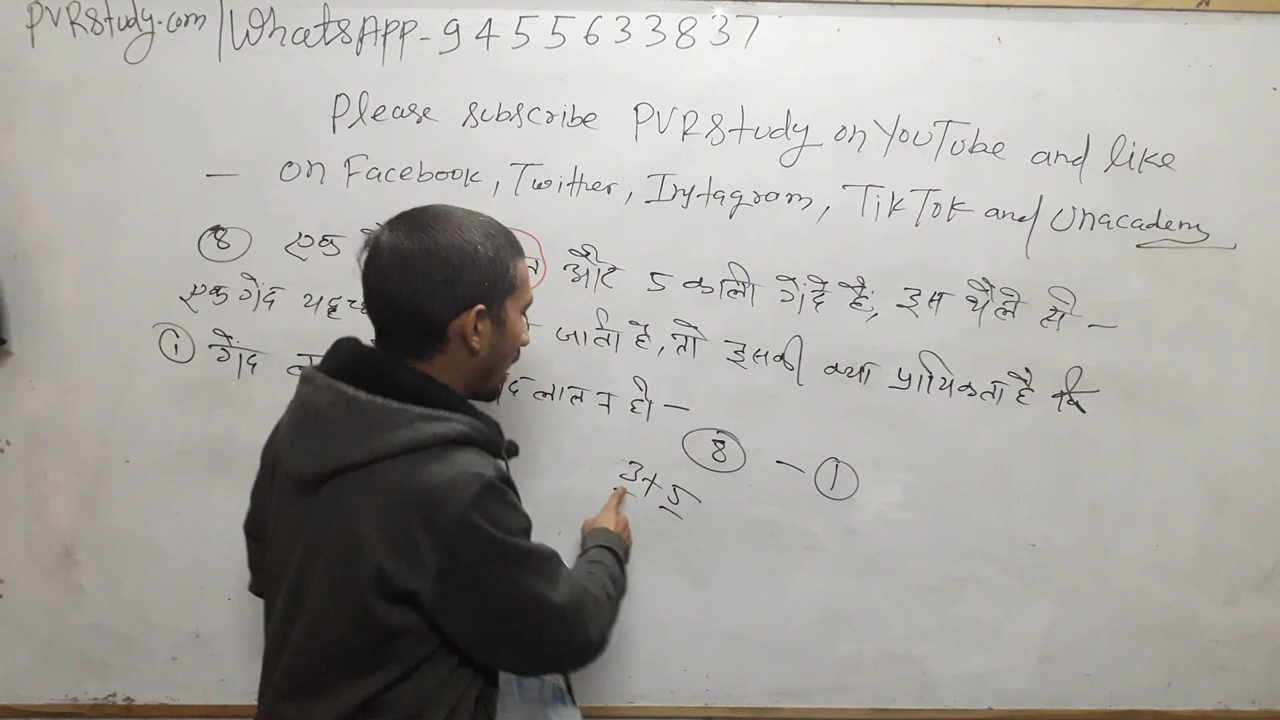 PVRStudy.com | WhatsApp - 9455633837
Please subscribe PVRStudy on YouTube and like
- on Facebook, Twither, Instagram, TikTok and Unacademy
(8) एक और 5 काली गेंदे हैं, इस थैले से -
एक गेंद जाता है, तो इसकी क्या प्रायिकता है कि
(1) गेंद लाल न हो -
(8) - (1)
3+5